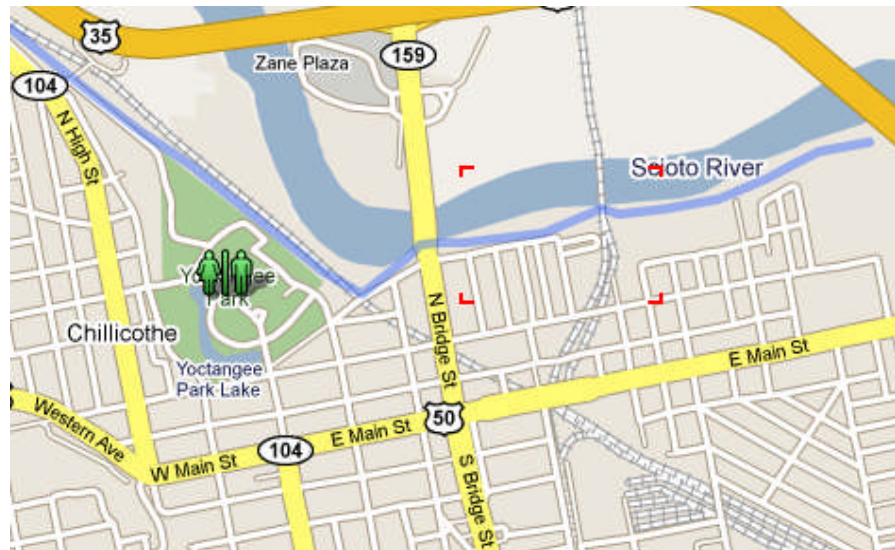 35
Zane Plaza
159
104
N High St
Scioto River
Yoctangee
Park
Chillicothe
N Bridge St
Yoctangee
Park Lake
E Main St
Western Ave
50
E Main St
104
W Main St
S Bridge St